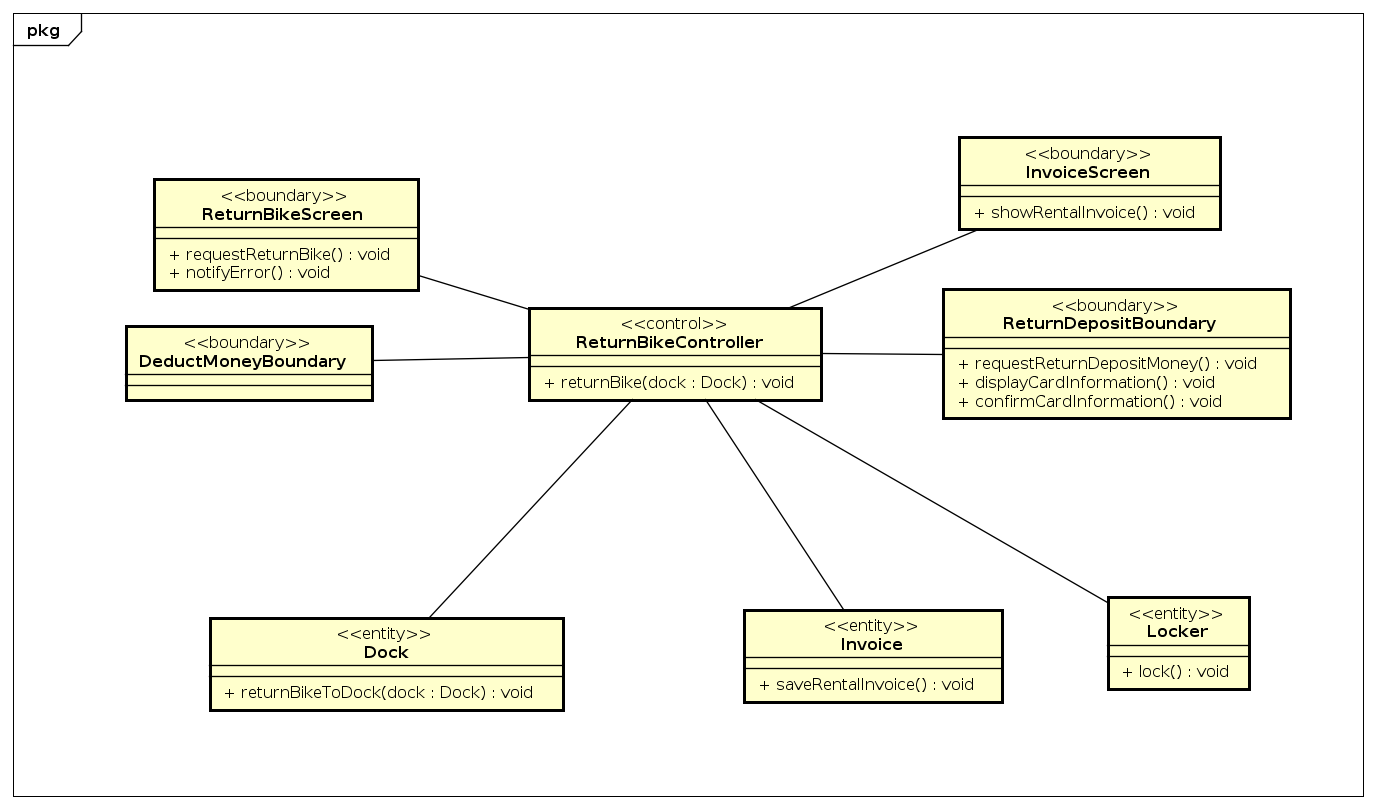 pkg
<<boundary>>
InvoiceScreen
+ showRentalInvoice() : void
<<boundary>>
ReturnBikeScreen
+ requestReturnBike() : void
+ notifyError() : void
<<boundary>>
ReturnDepositBoundary
+ requestReturnDepositMoney() : void
+ displayCardInformation() : void
+ confirmCardInformation() : void
<<control>>
ReturnBikeController
+ returnBike(dock : Dock) : void
<<boundary>>
DeductMoneyBoundary
<<entity>>
Dock
+ returnBikeToDock(dock : Dock) : void
<<entity>>
Invoice
+ saveRentalInvoice() : void
<<entity>>
Locker
+ lock() : void